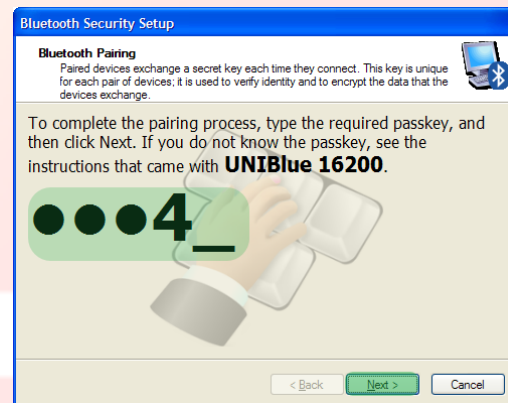 Bluetooth Security Setup
Bluetooth Pairing
Paired devices exchange a secret key each time they connect. This key is unique
for each pair of devices; it is used to verify identity and to encrypt the data that the
devices exchange.
To complete the pairing process, type the required passkey, and
then click Next. If you do not know the passkey, see the
instructions that came with UNIBlue 16200.
●●●4_
< Back
Next >
Cancel